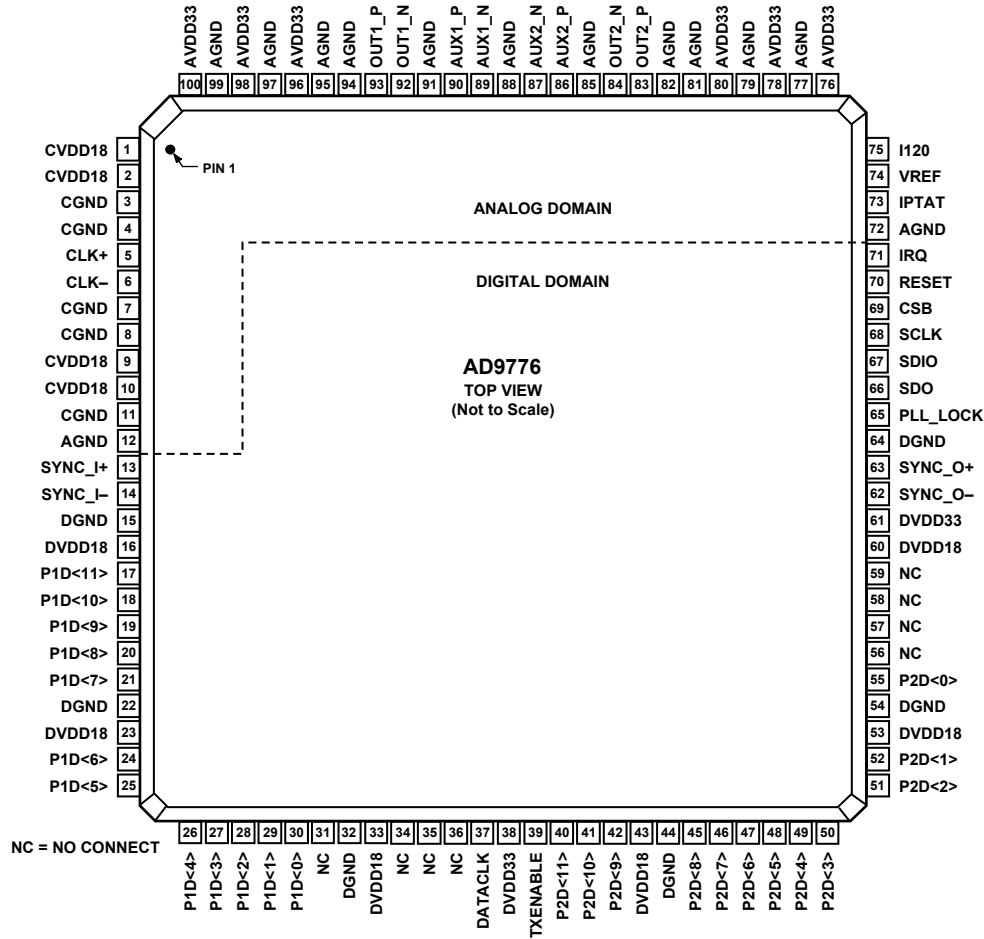 AVDD33 AGND AVDD33 AGND AVDD33 AGND AGND OUT1_P OUT1_N AGND AUX1_P AUX1_N AGND AUX2_N AUX2_P AGND OUT2_N OUT2_P AGND AGND AVDD33 AGND AVDD33 AGND AVDD33
100 99 98 97 96 95 94 93 92 91 90 89 88 87 86 85 84 83 82 81 80 79 78 77 76
CVDD18 1
CVDD18 2
CGND 3
CGND 4
CLK+ 5
CLK– 6
CGND 7
CGND 8
CVDD18 9
CVDD18 10
CGND 11
AGND 12
SYNC_I+ 13
SYNC_I– 14
DGND 15
DVDD18 16
P1D<11> 17
P1D<10> 18
P1D<9> 19
P1D<8> 20
P1D<7> 21
DGND 22
DVDD18 23
P1D<6> 24
P1D<5> 25
PIN 1
ANALOG DOMAIN
DIGITAL DOMAIN
AD9776
TOP VIEW
(Not to Scale)
75 I120
74 VREF
73 IPTAT
72 AGND
71 IRQ
70 RESET
69 CSB
68 SCLK
67 SDIO
66 SDO
65 PLL_LOCK
64 DGND
63 SYNC_O+
62 SYNC_O–
61 DVDD33
60 DVDD18
59 NC
58 NC
57 NC
56 NC
55 P2D<0>
54 DGND
53 DVDD18
52 P2D<1>
51 P2D<2>
26 27 28 29 30 31 32 33 34 35 36 37 38 39 40 41 42 43 44 45 46 47 48 49 50
P1D<4> P1D<3> P1D<2> P1D<1> P1D<0> NC DGND DVDD18 NC NC NC DATACLK DVDD33 TXENABLE P2D<11> P2D<10> P2D<9> DVDD18 DGND P2D<8> P2D<7> P2D<6> P2D<5> P2D<4> P2D<3>
NC = NO CONNECT